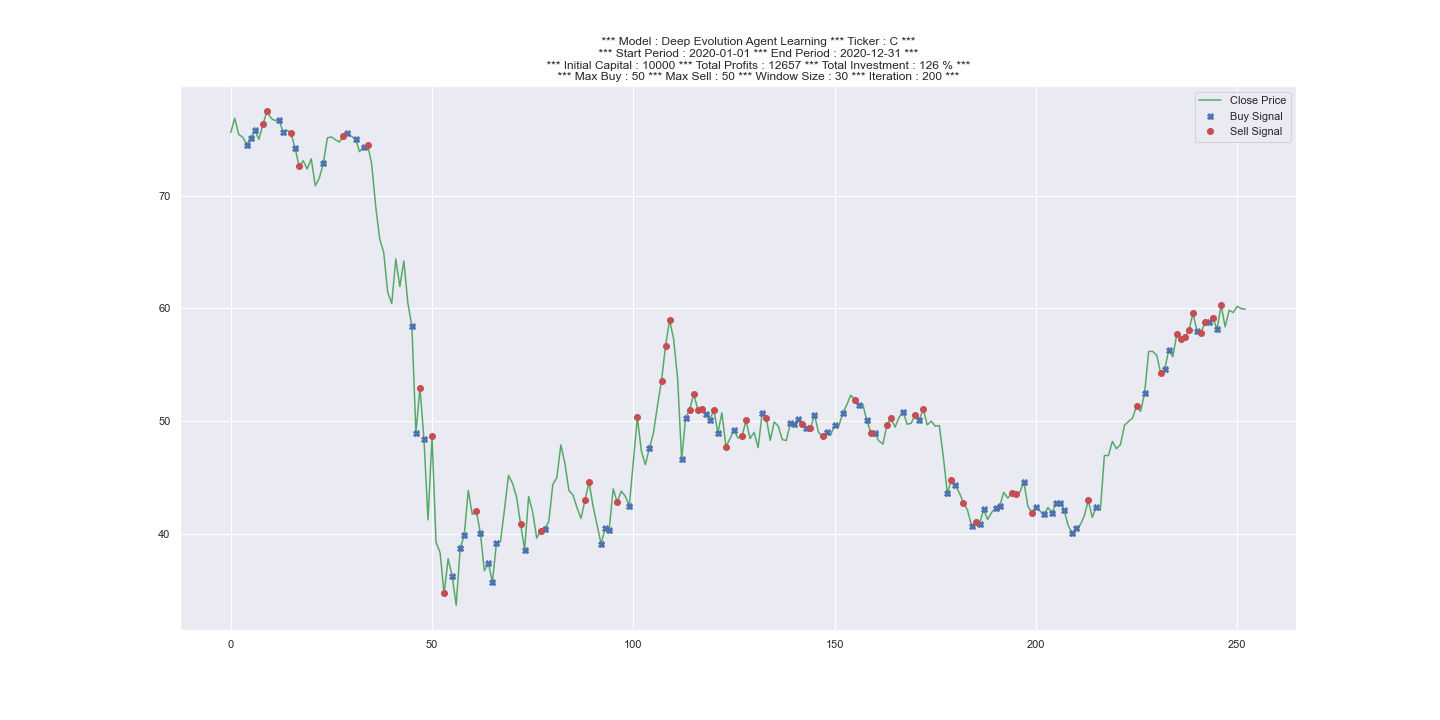 *** Model : Deep Evolution Agent Learning *** Ticker : C ***
*** Start Period : 2020-01-01 *** End Period : 2020-12-31 ***
*** Initial Capital : 10000 *** Total Profits : 12657 *** Total Investment : 126 % ***
*** Max Buy : 50 *** Max Sell : 50 *** Window Size : 30 *** Iteration : 200 ***
Close Price
Buy Signal
Sell Signal
70
60
50
40
0 50 100 150 200 250